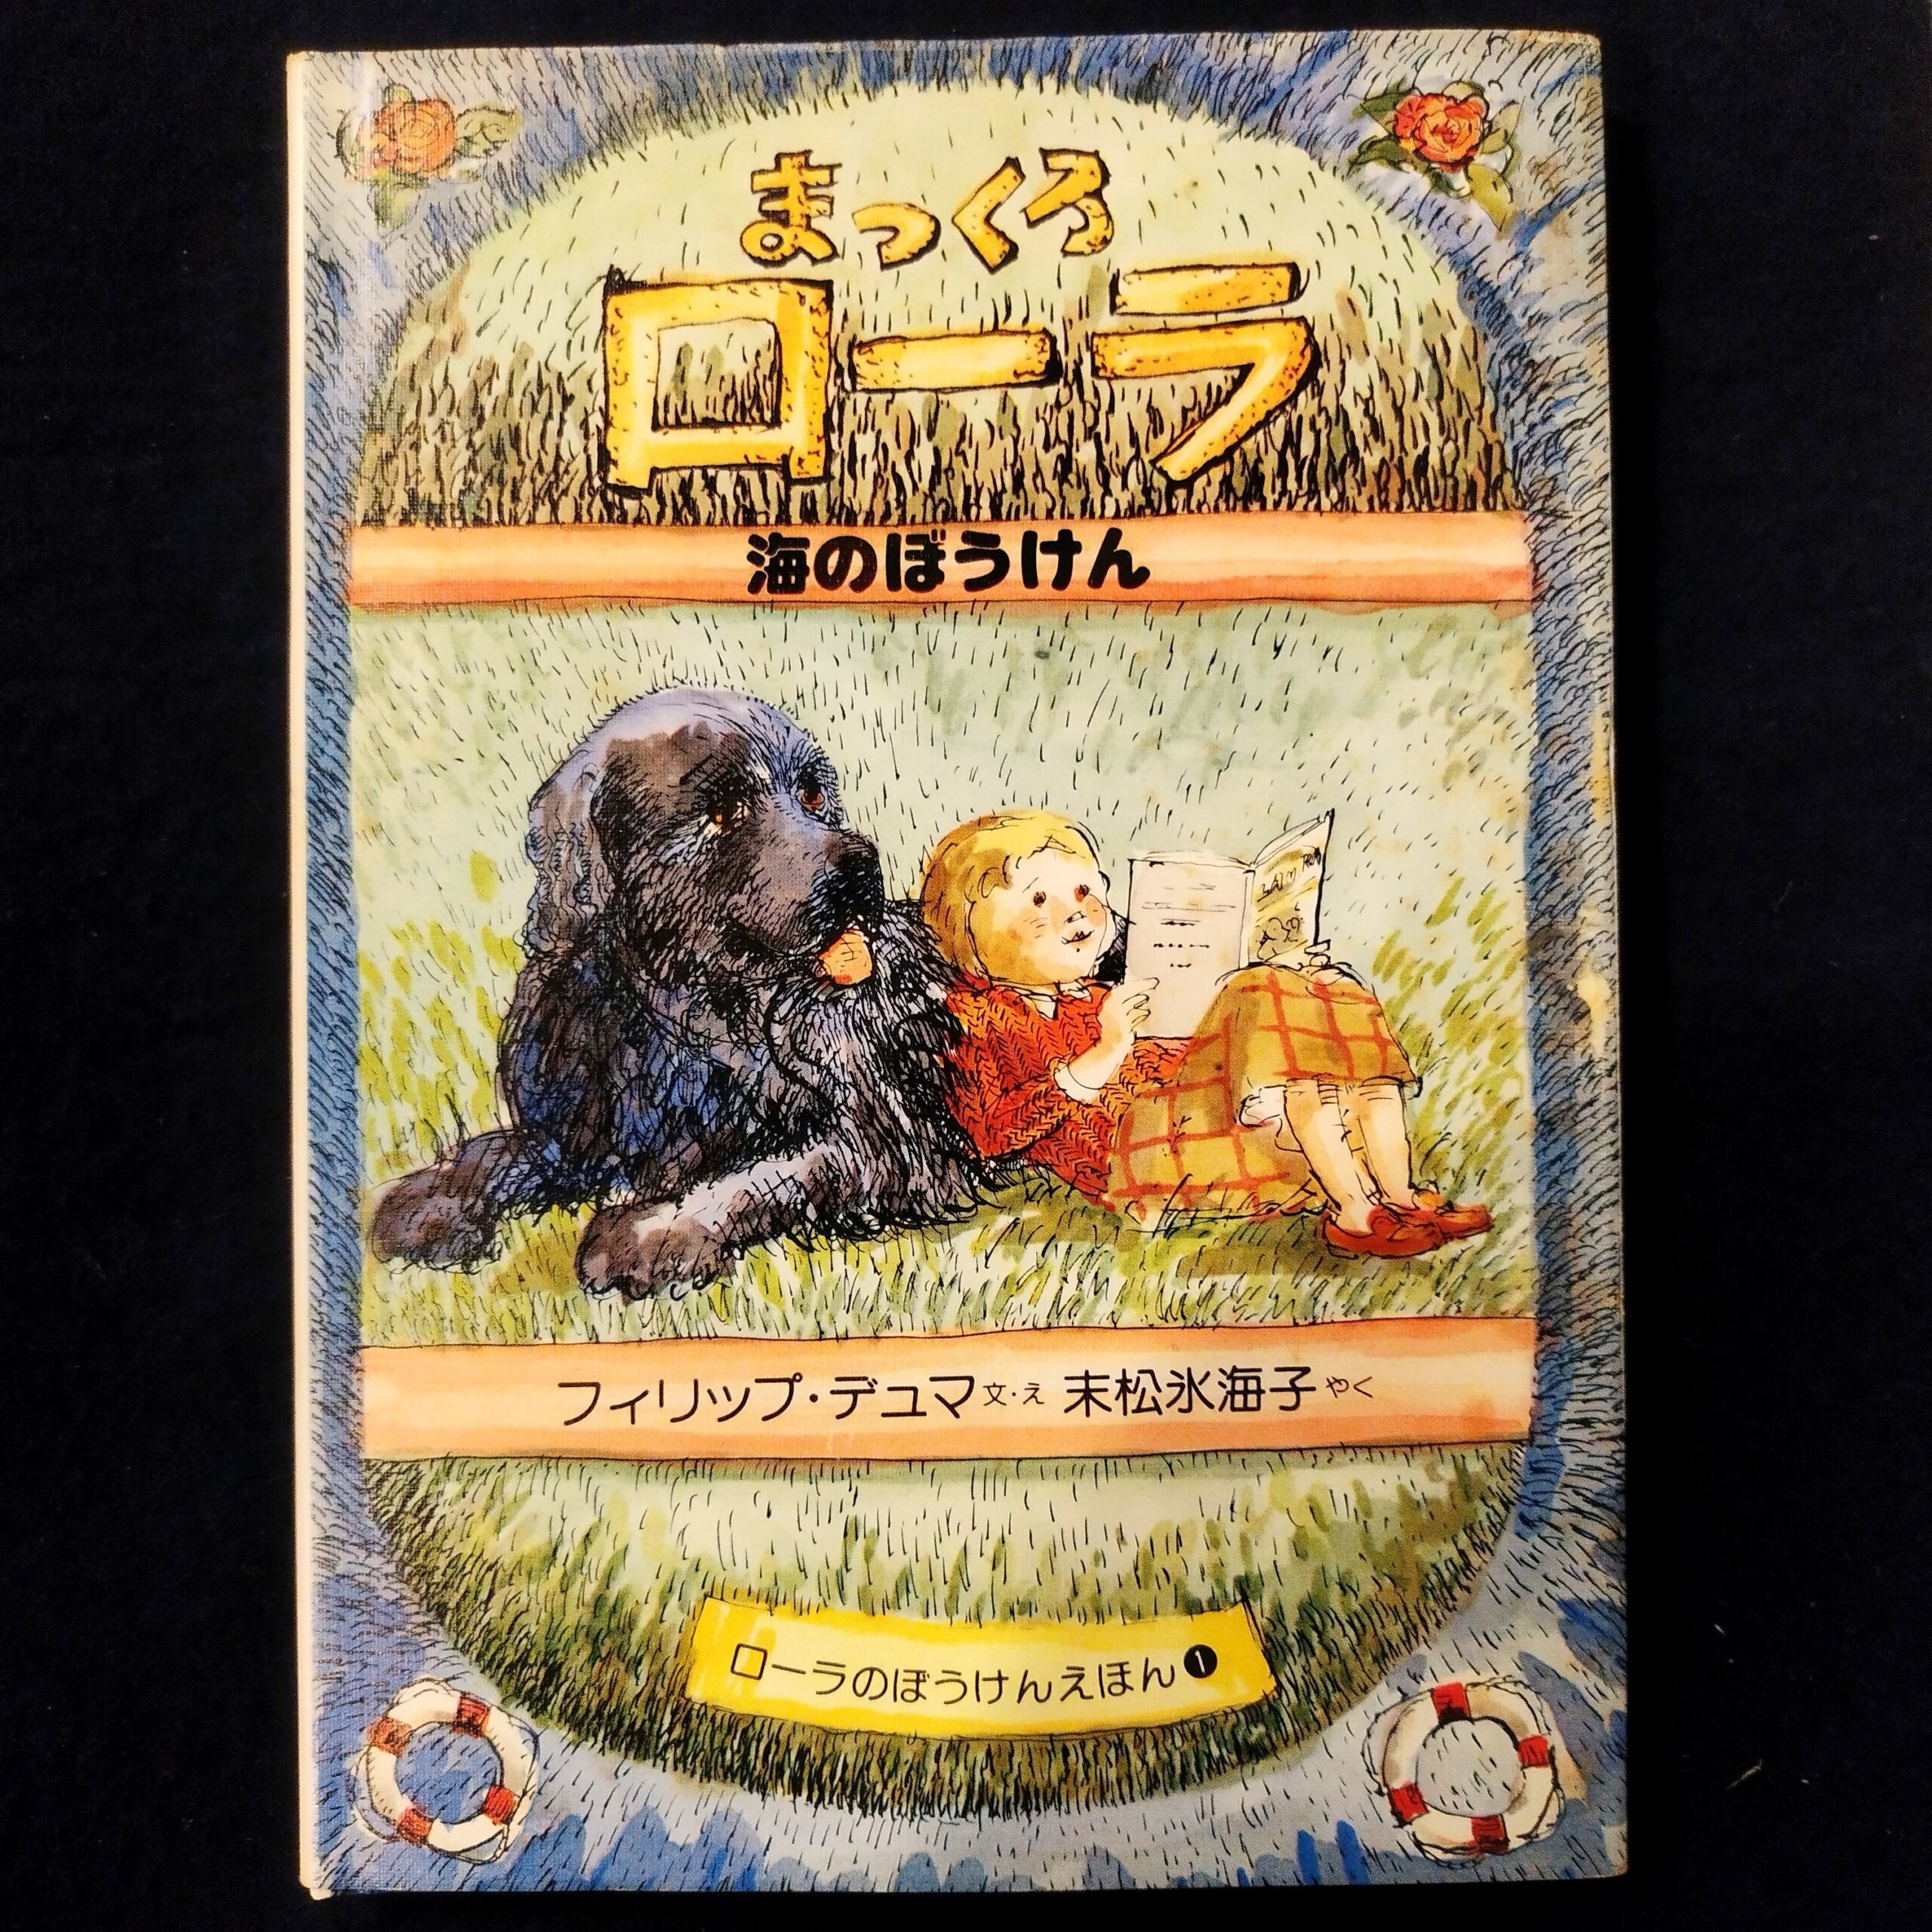 まっくろ
ローラ
海のぼうけん
フィリップ・デュマ文・え 末松氷海子やく
ローラのぼうけんえほん❶